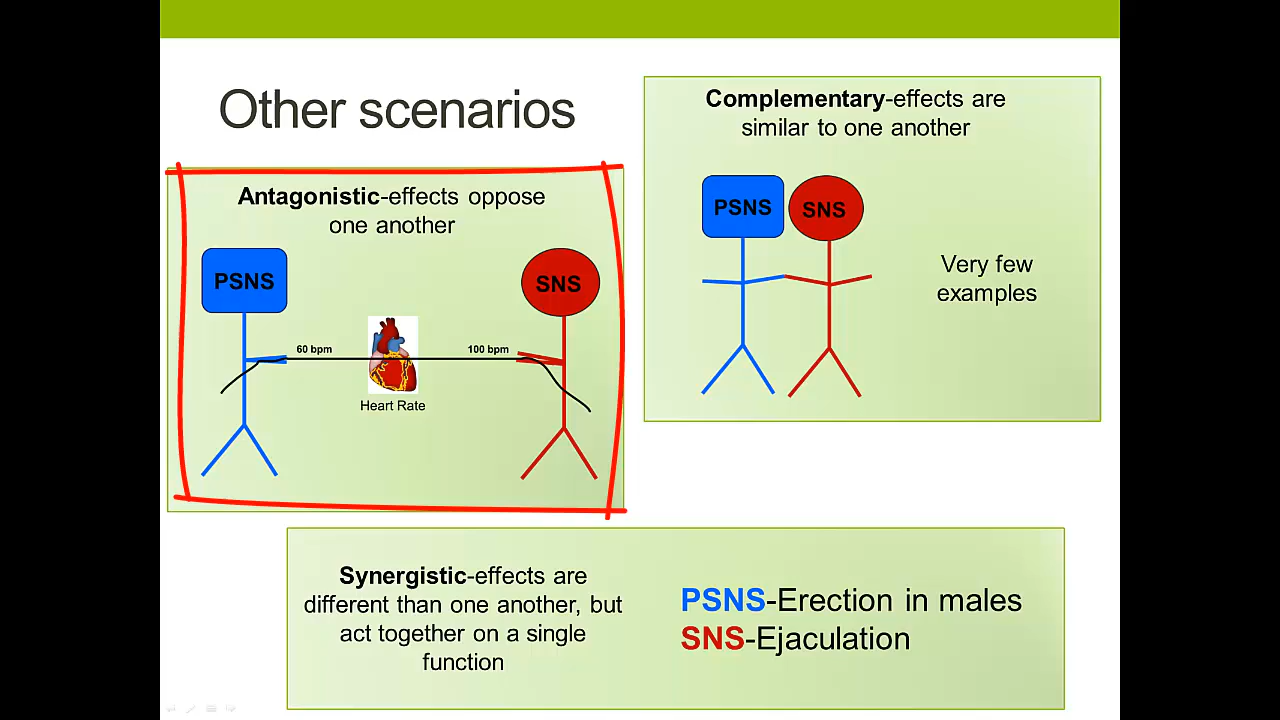 Other scenarios
Antagonistic-effects oppose
one another
PSNS
SNS
60 bpm
100 bpm
Heart Rate
Complementary-effects are
similar to one another
PSNS
SNS
Very few
examples
Synergistic-effects are
different than one another, but
act together on a single
function
PSNS-Erection in males
SNS-Ejaculation